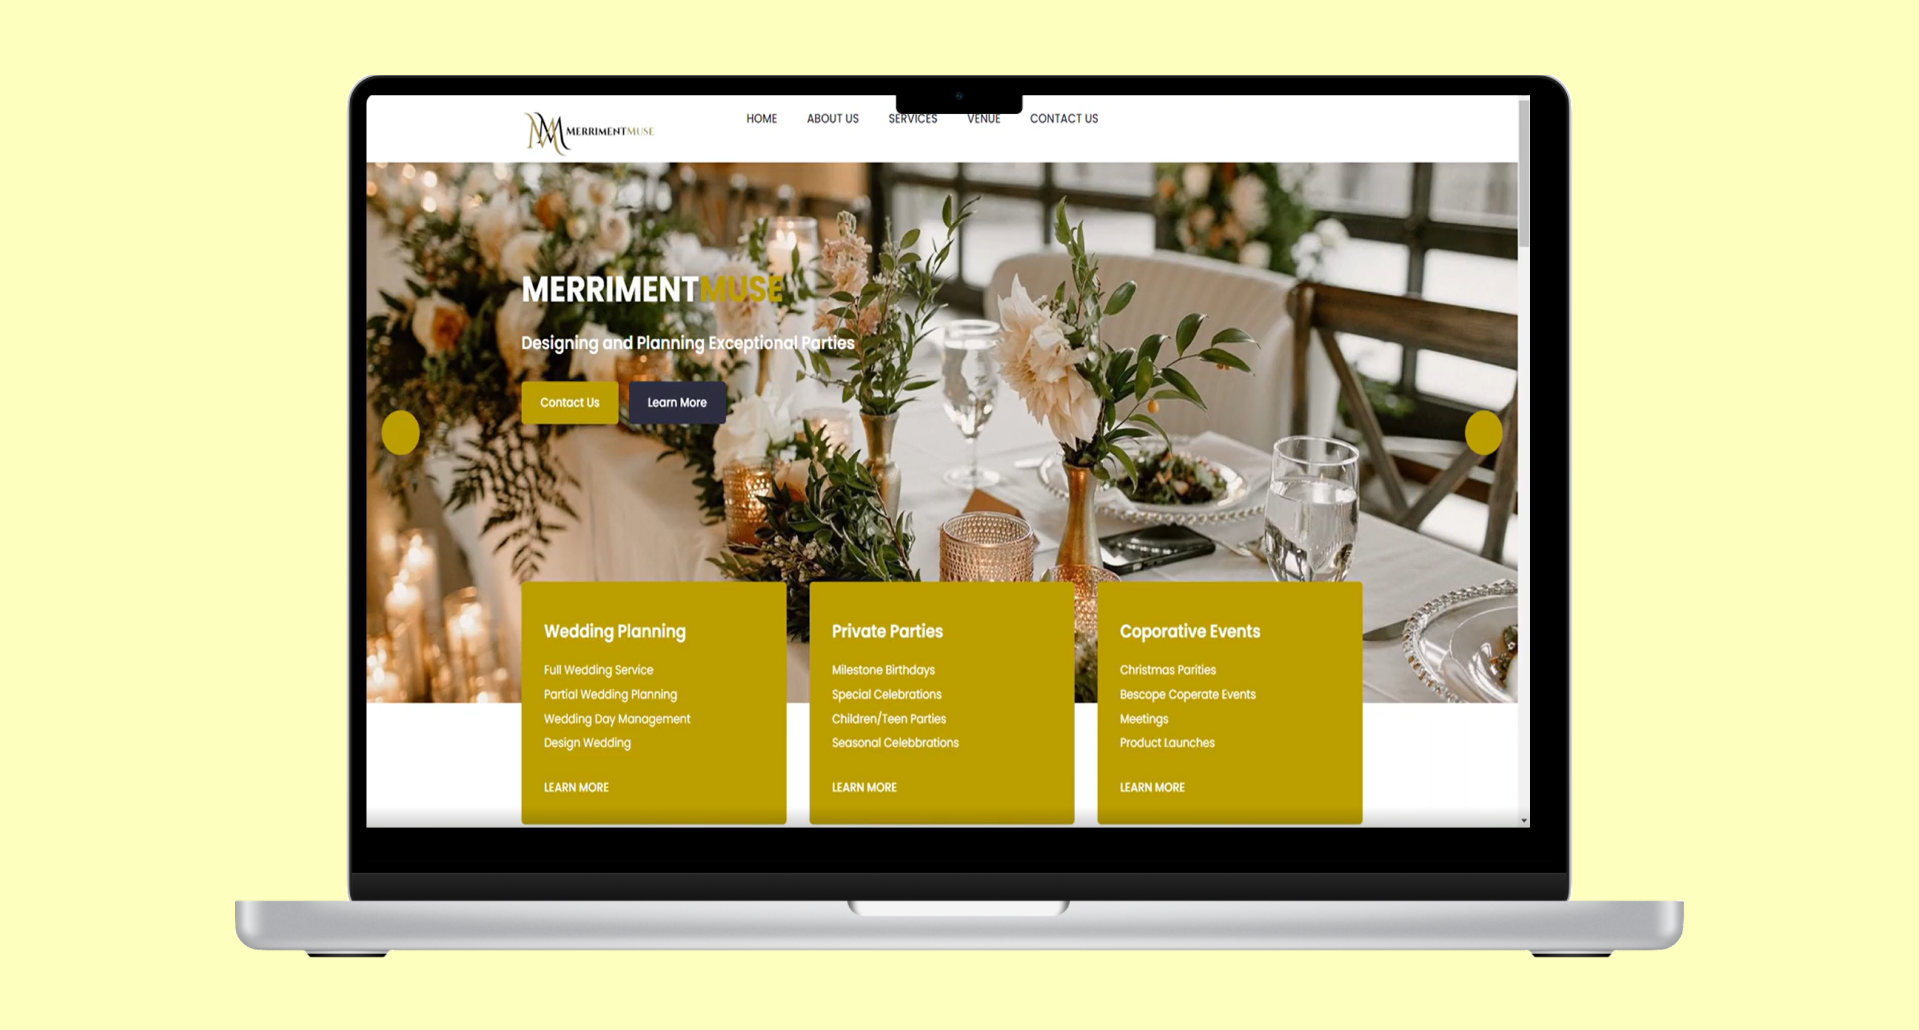 MERRIMENTMUSE
HOME ABOUT US SERVICES VENUE CONTACT US
MERRIMENTMUSE
Designing and Planning Exceptional Parties
Contact Us Learn More
Wedding Planning
Full Wedding Service
Partial Wedding Planning
Wedding Day Management
Design Wedding
LEARN MORE
Private Parties
Milestone Birthdays
Special Celebrations
Children/Teen Parties
Seasonal Celebbrations
LEARN MORE
Coporative Events
Christmas Parities
Bescope Coperate Events
Meetings
Product Launches
LEARN MORE